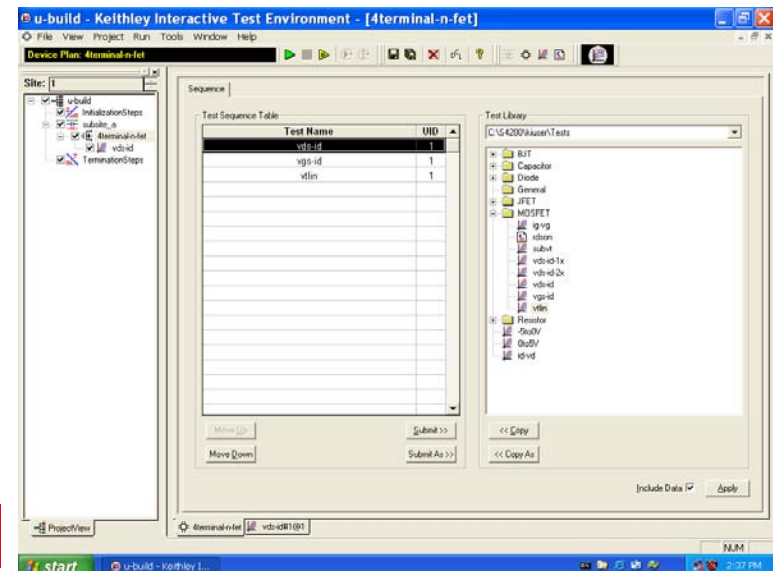 u-build - Keithley Interactive Test Environment - [4terminal-n-fet]
File View Project Run Tools Window Help
Device Plan: 4terminal-n-fet
Site: 1
u-build
InitializationSteps
subsite_a
4terminal-n-fet
vds-id
TerminationSteps
ProjectView
Sequence
Test Sequence Table
Test Name UID
vds-id 1
vgs-id 1
vtlin 1
Move Up
Submit >>
Move Down
Submit As >>
Test Library
C:\S4200\kiuser\Tests
BJT
Capacitor
Diode
General
JFET
MOSFET
ig-vg
rdson
subvt
vds-id-1x
vds-id-2x
vds-id
vgs-id
vtlin
Resistor
-5to0V
0to5V
id-vd
<< Copy
<< Copy As
Include Data
Apply
4terminal-n-fet vds-id#1@1
NUM
start
u-build - Keithley I...
2:37 PM